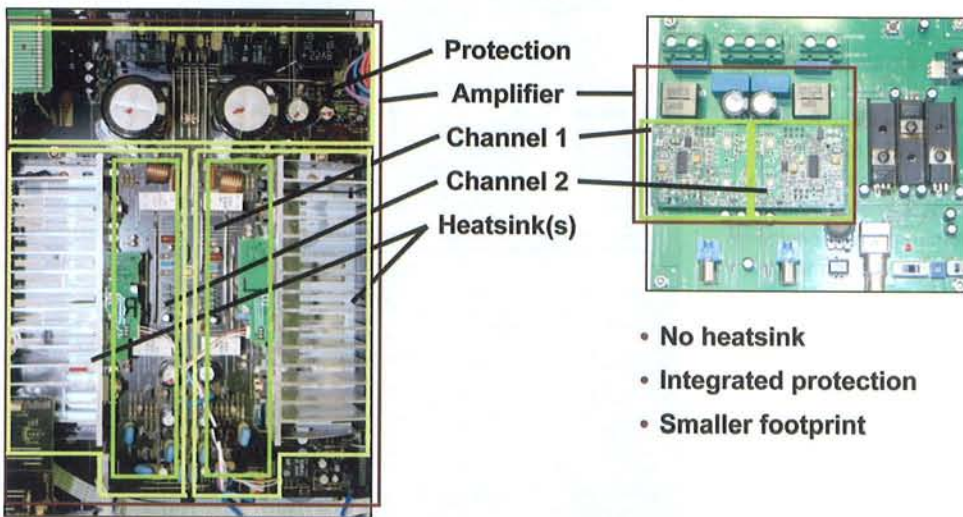 Protection
Amplifier
Channel 1
Channel 2
Heatsink(s)
R
L
• No heatsink
• Integrated protection
• Smaller footprint